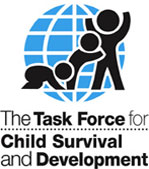 The Task Force for
Child Survival
and Development